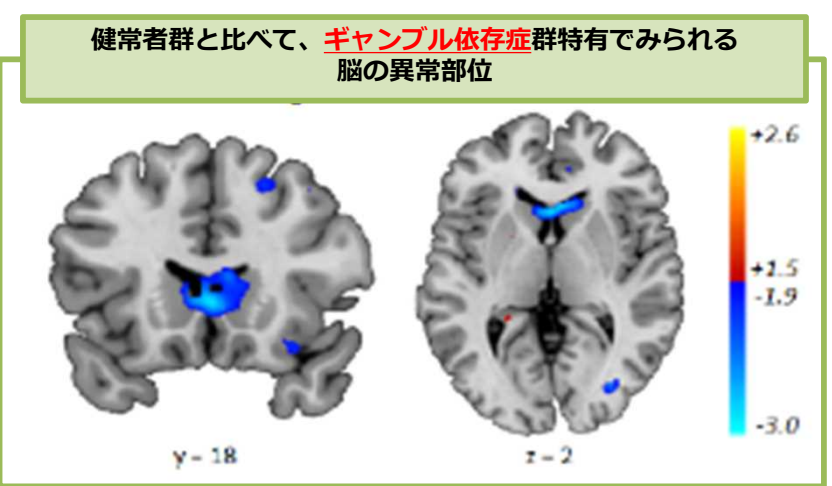 健常者群と比べて、ギャンブル依存症群特有でみられる
脳の異常部位
+2.6
+1.5
-1.9
-3.0
y - 18
z - 2